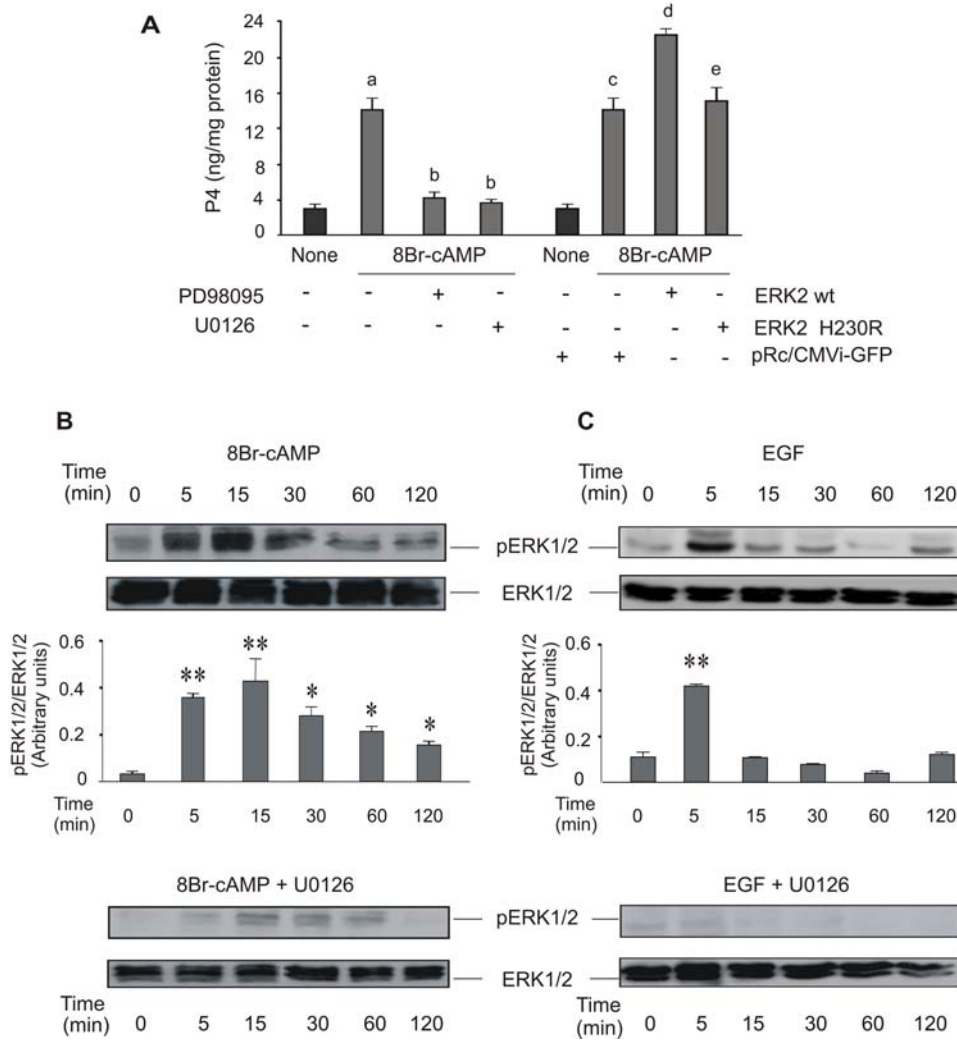 A
P4 (ng/mg protein)
24
20
16
12
8
4
0
a
b
b
c
d
e
None 8Br-cAMP None 8Br-cAMP
PD98095 - - + - - - + - ERK2 wt
U0126 - - - + - - - + ERK2 H230R
+ + - - pRc/CMVi-GFP
B
8Br-cAMP
Time (min) 0 5 15 30 60 120
C
EGF
Time (min) 0 5 15 30 60 120
pERK1/2
ERK1/2
pERK1/2/ERK1/2
(Arbitrary units)
0.6
0.4
0.2
0
** ** * * *
Time (min) 0 5 15 30 60 120
pERK1/2/ERK1/2
(Arbitrary units)
0.6
0.4
0.2
0
**
Time (min) 0 5 15 30 60 120
8Br-cAMP + U0126
EGF + U0126
pERK1/2
ERK1/2
Time (min) 0 5 15 30 60 120
Time (min) 0 5 15 30 60 120